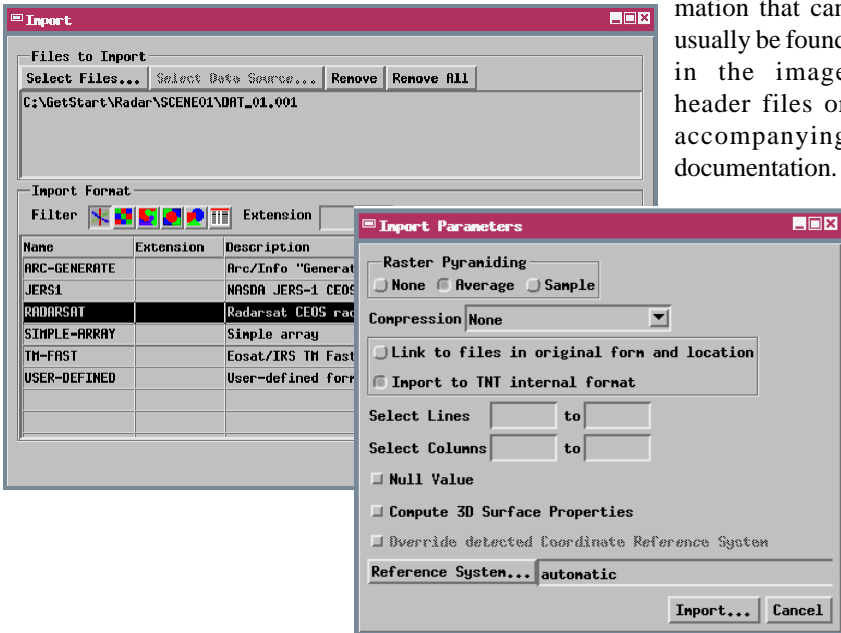 mation that can
usually be found
in the image
header files or
accompanying
documentation.
Import
Files to Import
Select Files... Select Data Source... Remove Remove All
C:\GetStart\Radar\SCENE01\DAT_01.001
Import Format
Filter Extension
Name Extension Description
ARC-GENERATE Arc/Info "Generat
JERS1 NASDA JERS-1 CEOS
RADARSAT Radarsat CEOS rad
SIMPLE-ARRAY Simple array
TM-FAST Eosat/IRS TM Fast
USER-DEFINED User-defined for
Import Parameters
Raster Pyramiding
None Average Sample
Compression None
Link to files in original form and location
Import to TNT internal format
Select Lines to
Select Columns to
Null Value
Compute 3D Surface Properties
Override detected Coordinate Reference System
Reference System... automatic
Import... Cancel